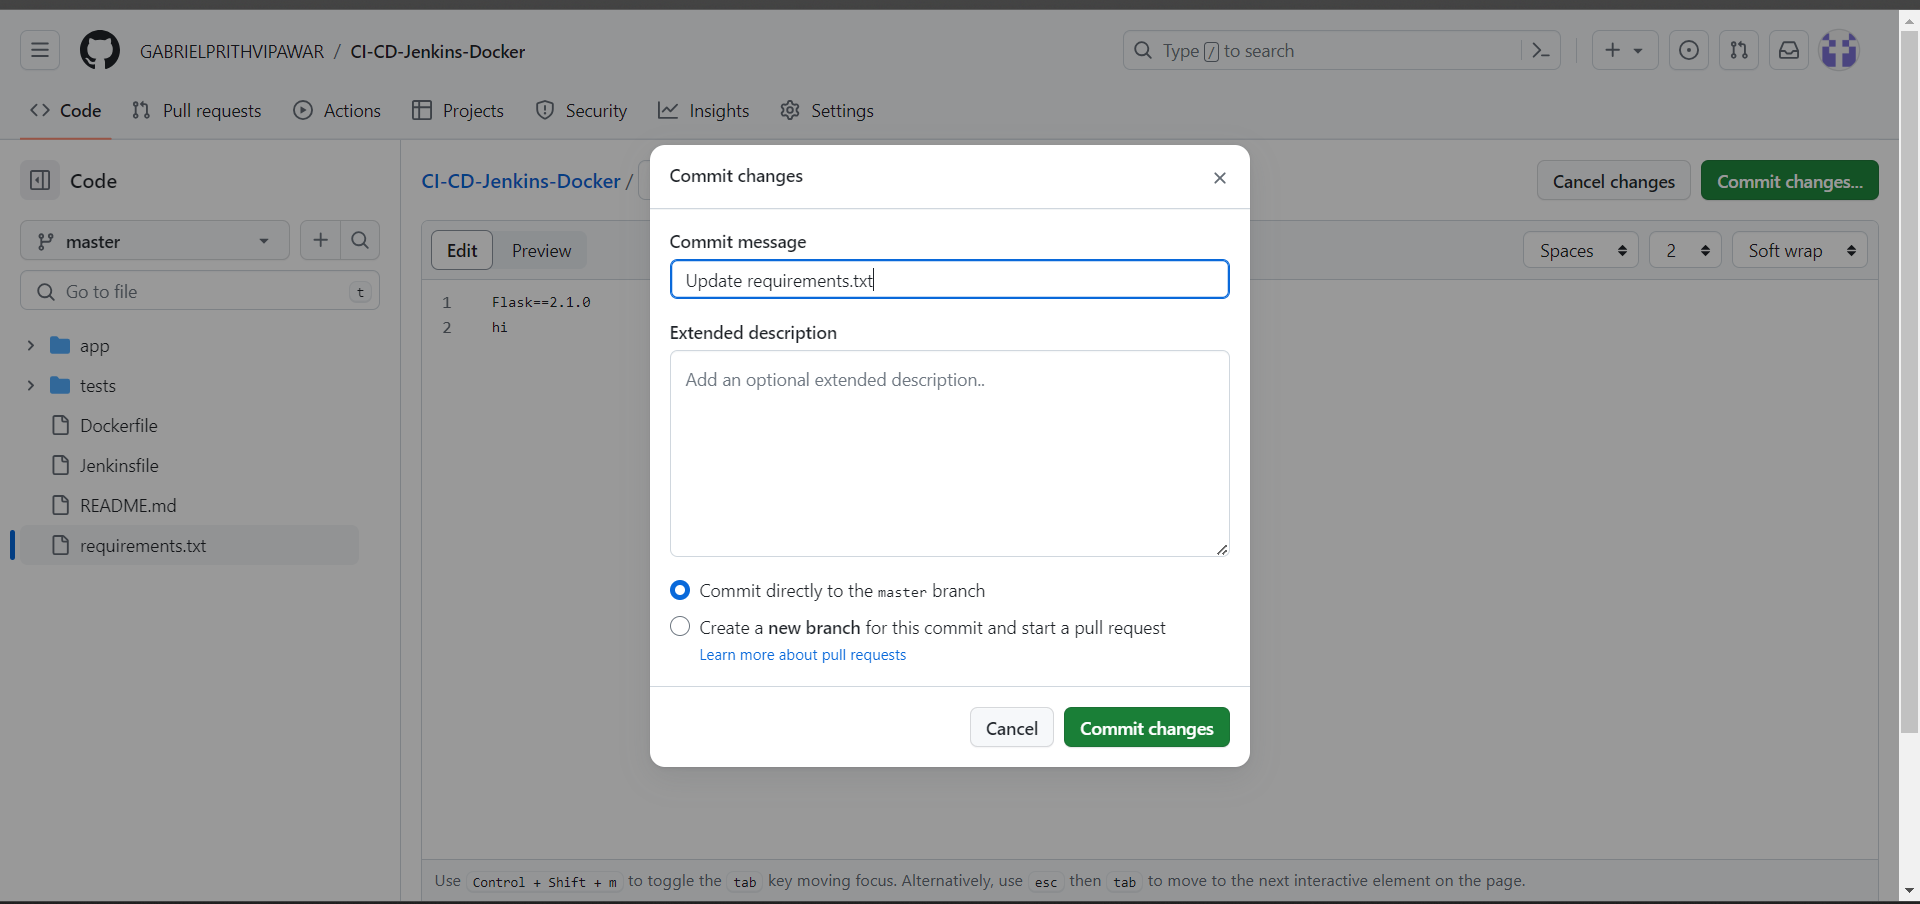 GABRIELPRITHVIPAWAR / CI-CD-Jenkins-Docker
Type / to search
Code
Pull requests
Actions
Projects
Security
Insights
Settings
Code
master
Go to file
t
app
tests
Dockerfile
Jenkinsfile
README.md
requirements.txt
CI-CD-Jenkins-Docker /
Cancel changes
Commit changes...
Edit
Preview
Spaces
2
Soft wrap
1 Flask==2.1.0
2 hi
Commit changes
Commit message
Update requirements.txt
Extended description
Add an optional extended description..
Commit directly to the master branch
Create a new branch for this commit and start a pull request
Learn more about pull requests
Cancel
Commit changes
Use Control + Shift + m to toggle the tab key moving focus. Alternatively, use esc then tab to move to the next interactive element on the page.